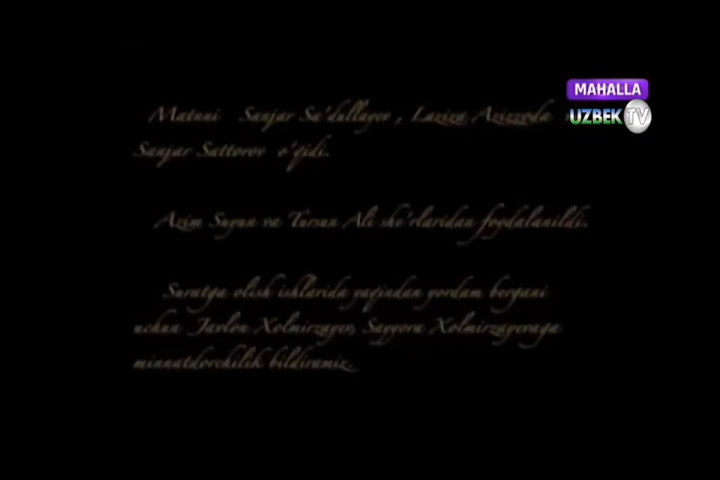 MAHALLA
UZBEK TV
Matnni Sanjar Sa'dullayev, Laziza Azizzoda
Sanjar Sattorov o'qidi.
Azim Suyun va Tursun Ali she'rlaridan foydalanildi.
Suratga olish ishlarida yaqindan yordam bergani
uchun Javlon Xolmirzayev, Sayyora Xolmirzayevaga
minnatdorchilik bildiramiz.